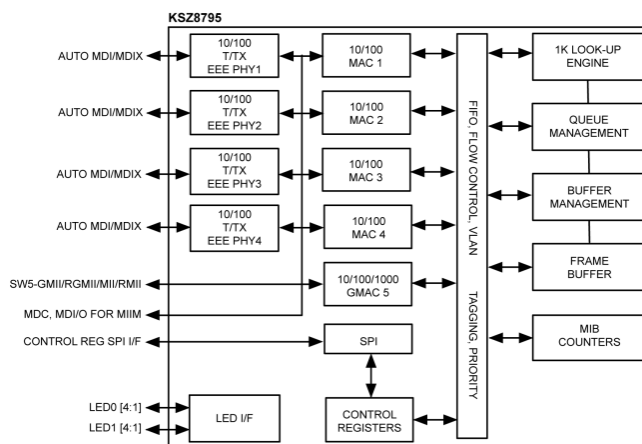 KSZ8795
AUTO MDI/MDIX
10/100
T/TX
EEE PHY1
10/100
MAC 1
1K LOOK-UP
ENGINE
AUTO MDI/MDIX
10/100
T/TX
EEE PHY2
10/100
MAC 2
QUEUE
MANAGEMENT
AUTO MDI/MDIX
10/100
T/TX
EEE PHY3
10/100
MAC 3
BUFFER
MANAGEMENT
AUTO MDI/MDIX
10/100
T/TX
EEE PHY4
10/100
MAC 4
FRAME
BUFFER
FIFO, FLOW CONTROL, VLAN TAGGING, PRIORITY
SW5-GMII/RGMII/MII/RMII
10/100/1000
GMAC 5
MDC, MDI/O FOR MIIM
CONTROL REG SPI I/F
SPI
MIB
COUNTERS
LED0 [4:1]
LED1 [4:1]
LED I/F
CONTROL
REGISTERS